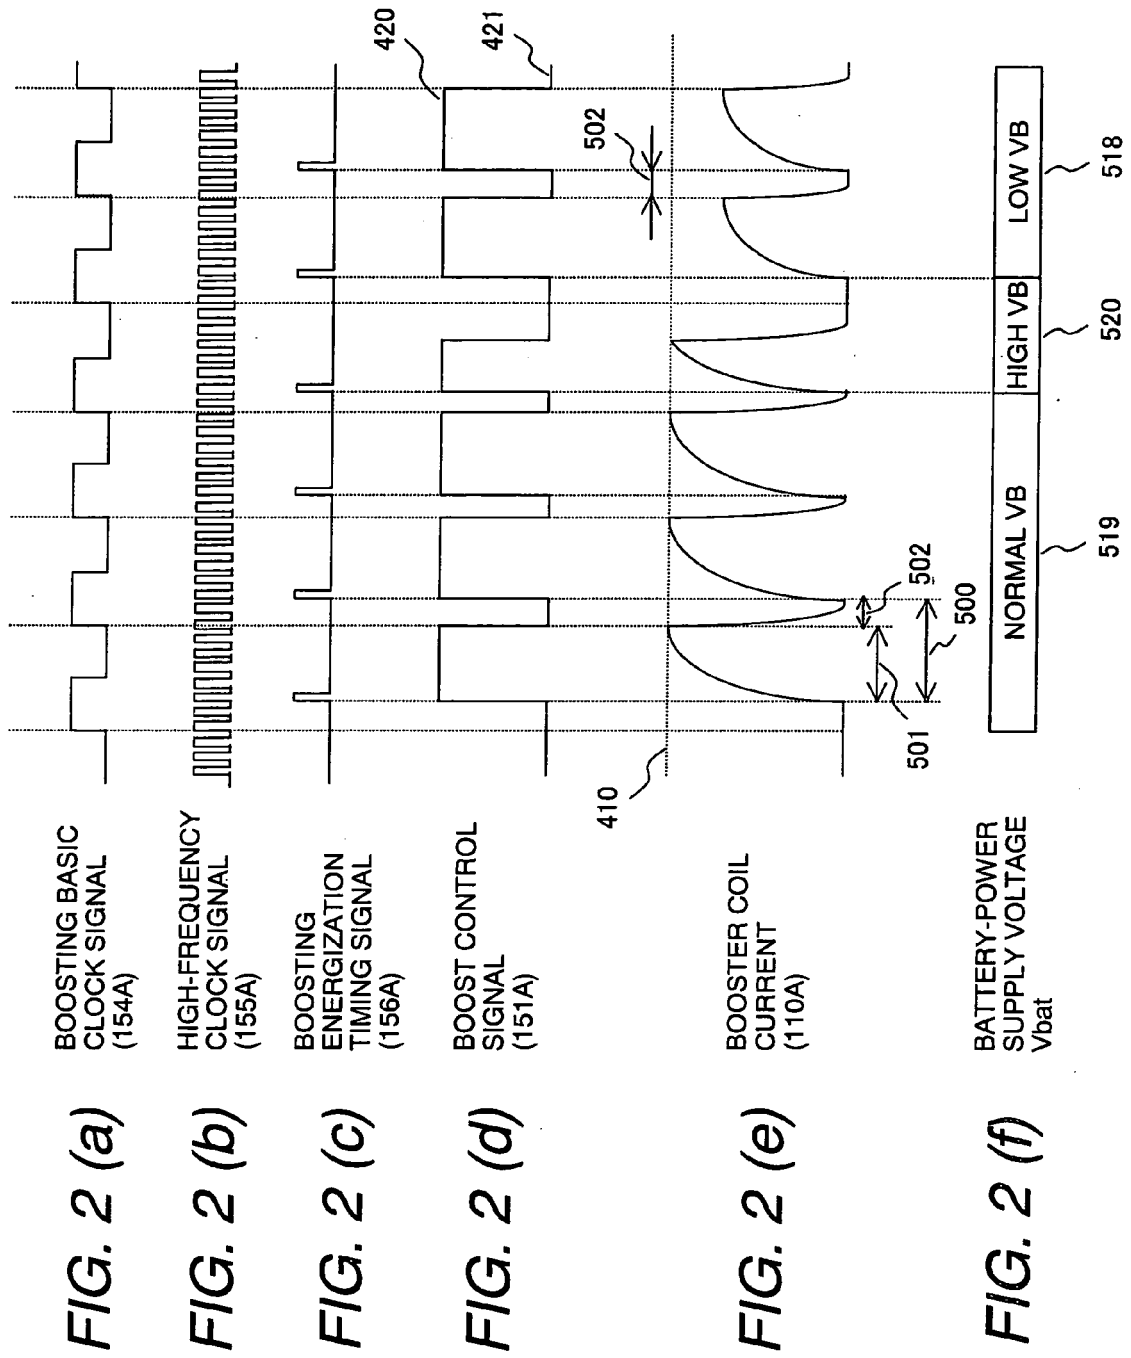 FIG. 2 (a)
BOOSTING BASIC
CLOCK SIGNAL
(154A)
FIG. 2 (b)
HIGH-FREQUENCY
CLOCK SIGNAL
(155A)
FIG. 2 (c)
BOOSTING
ENERGIZATION
TIMING SIGNAL
(156A)
FIG. 2 (d)
BOOST CONTROL
SIGNAL
(151A)
420
421
FIG. 2 (e)
BOOSTER COIL
CURRENT
(110A)
410
502
501
502
500
FIG. 2 (f)
BATTERY-POWER
SUPPLY VOLTAGE
Vbat
NORMAL VB
HIGH VB
LOW VB
519
520
518